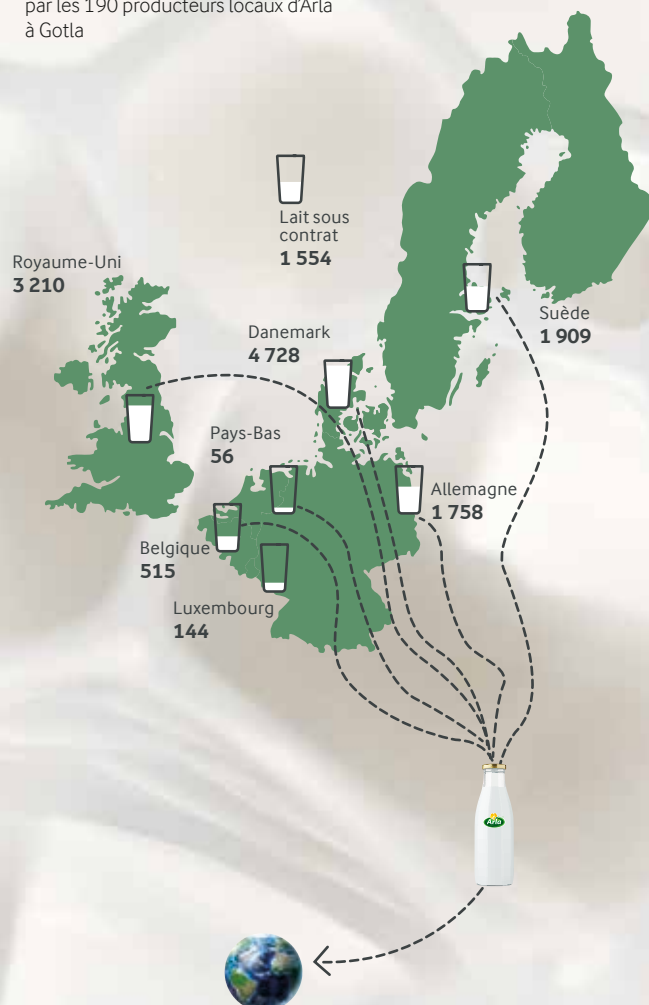 par les 190 producteurs locaux d'Arla
à Gotla
Lait sous
contrat
1 554
Royaume-Uni
3 210
Suède
1 909
Danemark
4 728
Pays-Bas
56
Allemagne
1 758
Belgique
515
Luxembourg
144
Arla